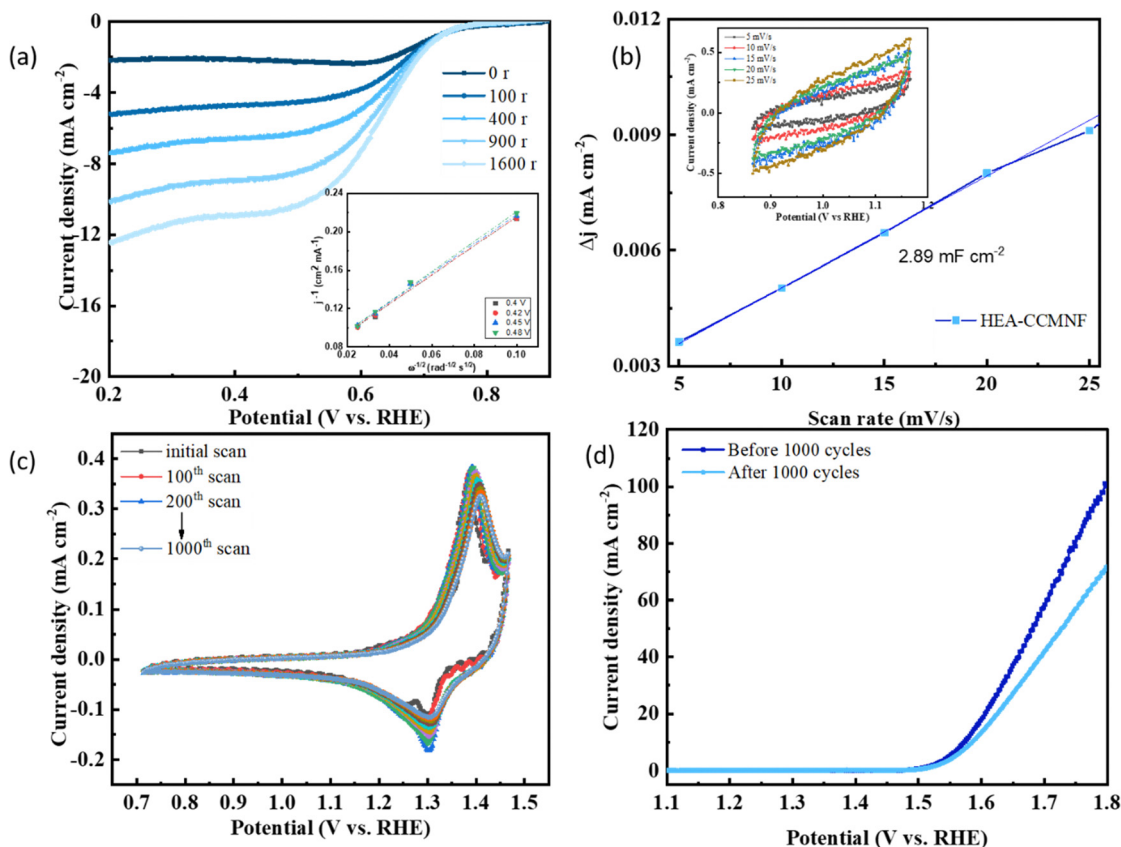 (a)
0
-4
-8
-12
-16
-20
0.2
0.4
0.6
0.8
Current density (mA cm⁻²)
Potential (V vs. RHE)
0 r
100 r
400 r
900 r
1600 r
0.24
0.20
0.16
0.12
0.08
0.02
0.04
0.06
0.08
0.10
j⁻¹ (cm² mA⁻¹)
ω⁻¹/² (rad⁻¹/² s¹/²)
0.4 V
0.42 V
0.45 V
0.48 V
(b)
0.012
0.009
0.006
0.003
5
10
15
20
25
Δj (mA cm⁻²)
Scan rate (mV/s)
2.89 mF cm⁻²
HEA-CCMNF
5 mV/s
10 mV/s
15 mV/s
20 mV/s
25 mV/s
0.5
0.0
-0.5
0.9
1.0
1.1
1.2
Current density (mA cm⁻²)
Potential (V vs RHE)
(c)
0.4
0.3
0.2
0.1
0.0
-0.1
-0.2
0.7
0.8
0.9
1.0
1.1
1.2
1.3
1.4
1.5
Current density (mA cm⁻²)
Potential (V vs. RHE)
initial scan
100ᵗʰ scan
200ᵗʰ scan
1000ᵗʰ scan
(d)
120
100
80
60
40
20
0
1.1
1.2
1.3
1.4
1.5
1.6
1.7
1.8
Current density (mA cm⁻²)
Potential (V vs. RHE)
Before 1000 cycles
After 1000 cycles